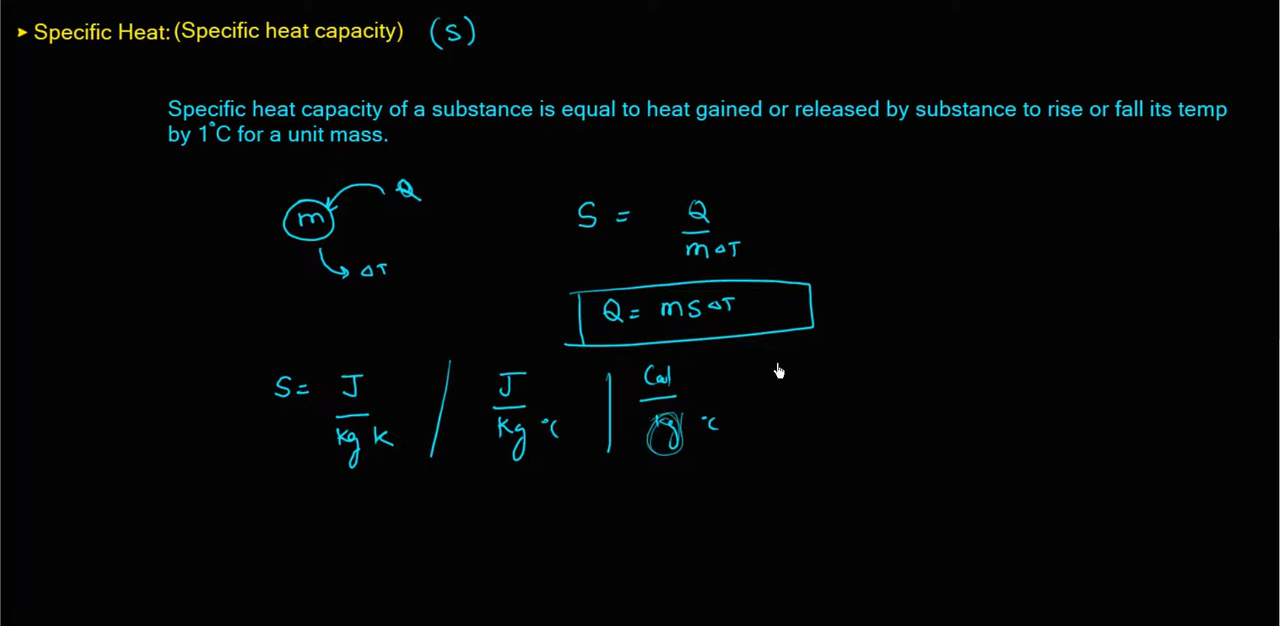 ➤ Specific Heat: (Specific heat capacity) (S)
Specific heat capacity of a substance is equal to heat gained or released by substance to rise or fall its temp
by 1°C for a unit mass.
m Q
ΔT
S = Q / mΔT
Q = msΔT
S = J / kg K / J / kg °C | Cal / kg °C